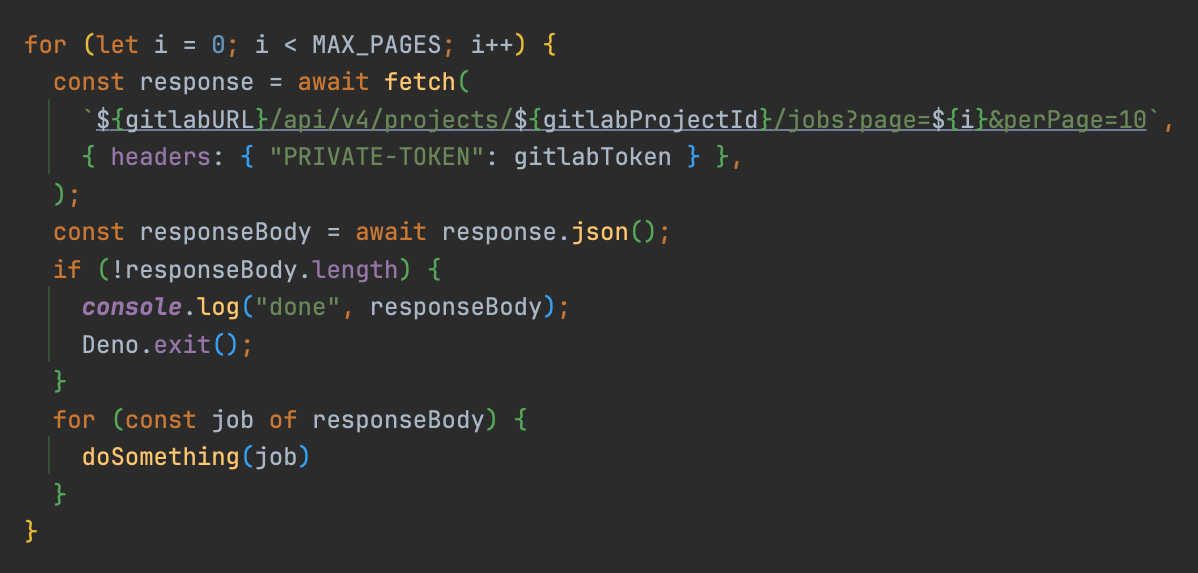 for (let i = 0; i < MAX_PAGES; i++) {
  const response = await fetch(
    `${gitlabURL}/api/v4/projects/${gitlabProjectId}/jobs?page=${i}&perPage=10`,
    { headers: { "PRIVATE-TOKEN": gitlabToken } },
  );
  const responseBody = await response.json();
  if (!responseBody.length) {
    console.log("done", responseBody);
    Deno.exit();
  }
  for (const job of responseBody) {
    doSomething(job)
  }
}